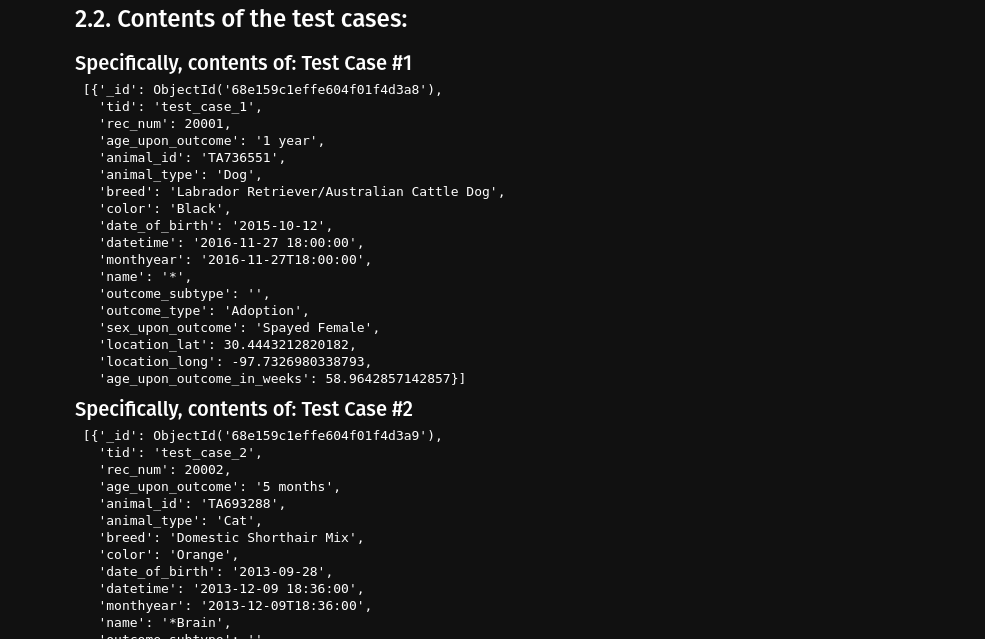 2.2. Contents of the test cases:
Specifically, contents of: Test Case #1
[{'_id': ObjectId('68e159c1effe604f01f4d3a8'),
'tid': 'test_case_1',
'rec_num': 20001,
'age_upon_outcome': '1 year',
'animal_id': 'TA736551',
'animal_type': 'Dog',
'breed': 'Labrador Retriever/Australian Cattle Dog',
'color': 'Black',
'date_of_birth': '2015-10-12',
'datetime': '2016-11-27 18:00:00',
'monthyear': '2016-11-27T18:00:00',
'name': '*',
'outcome_subtype': '',
'outcome_type': 'Adoption',
'sex_upon_outcome': 'Spayed Female',
'location_lat': 30.4443212820182,
'location_long': -97.7326980338793,
'age_upon_outcome_in_weeks': 58.9642857142857}]
Specifically, contents of: Test Case #2
[{'_id': ObjectId('68e159c1effe604f01f4d3a9'),
'tid': 'test_case_2',
'rec_num': 20002,
'age_upon_outcome': '5 months',
'animal_id': 'TA693288',
'animal_type': 'Cat',
'breed': 'Domestic Shorthair Mix',
'color': 'Orange',
'date_of_birth': '2013-09-28',
'datetime': '2013-12-09 18:36:00',
'monthyear': '2013-12-09T18:36:00',
'name': '*Brain',
'outcome_subtype': ''